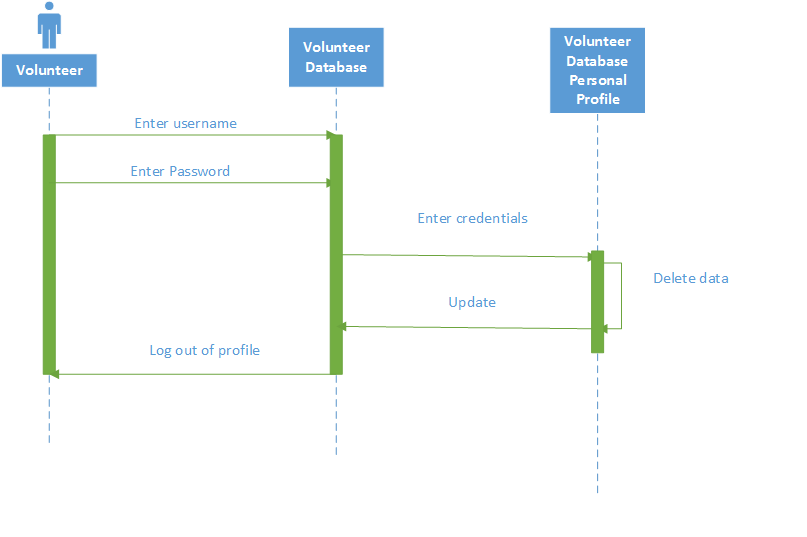 Volunteer
Volunteer
Database
Volunteer
Database
Personal
Profile
Enter username
Enter Password
Enter credentials
Delete data
Update
Log out of profile